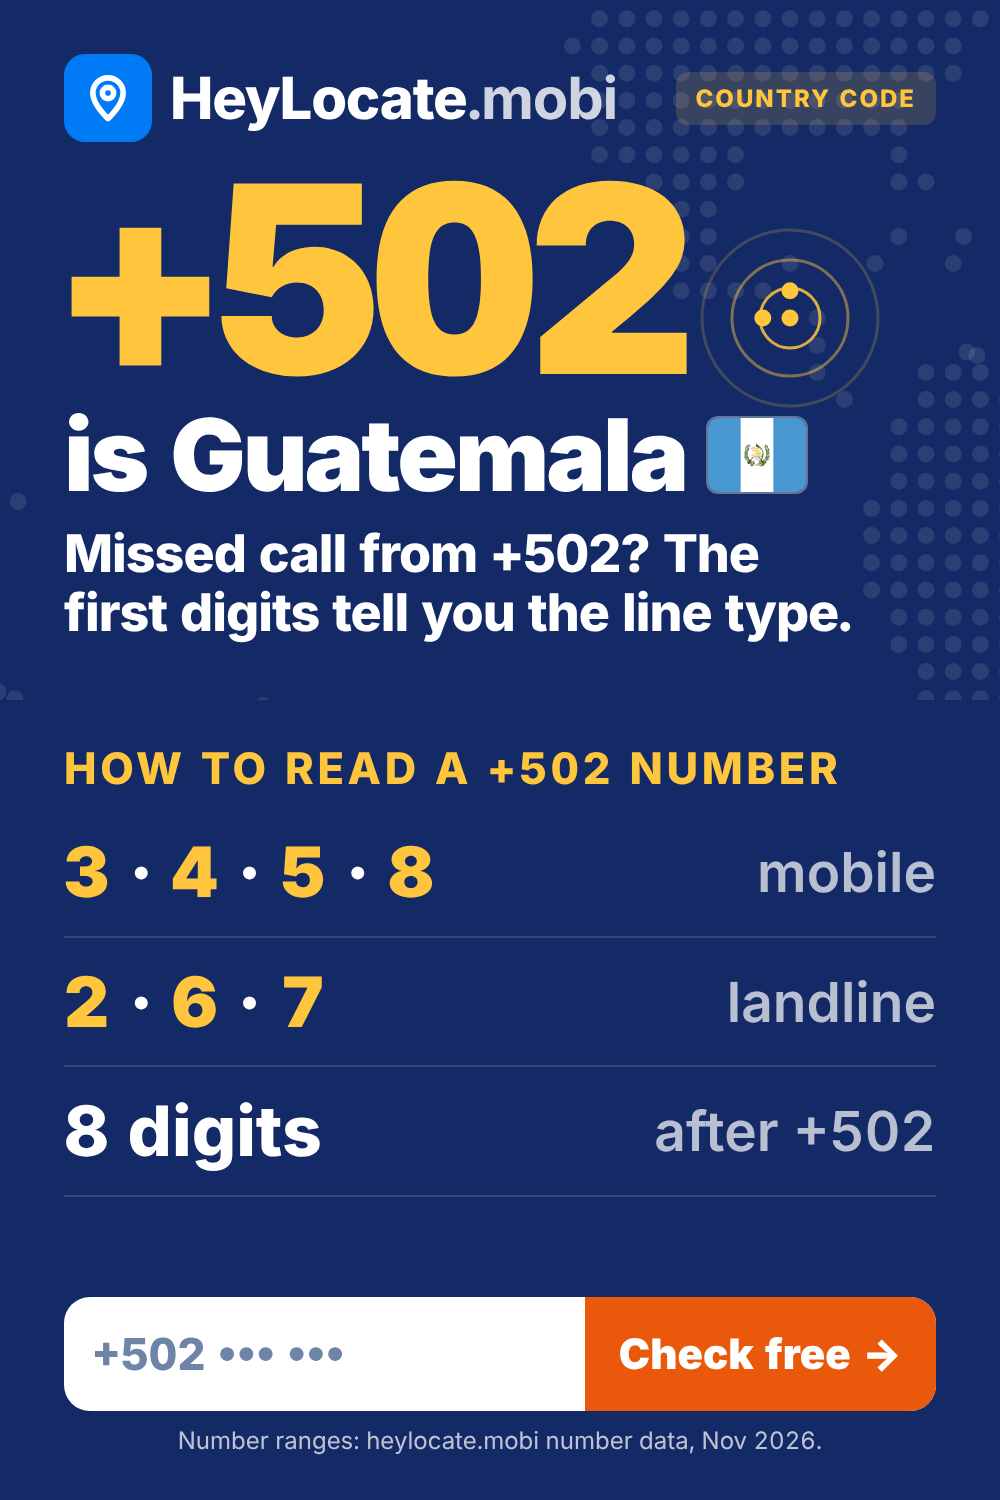 HeyLocate.mobi
COUNTRY CODE
+502
is Guatemala
Missed call from +502? The
first digits tell you the line type.
HOW TO READ A +502 NUMBER
3 · 4 · 5 · 8 mobile
2 · 6 · 7 landline
8 digits after +502
+502 ••• ••• Check free →
Number ranges: heylocate.mobi number data, Nov 2026.